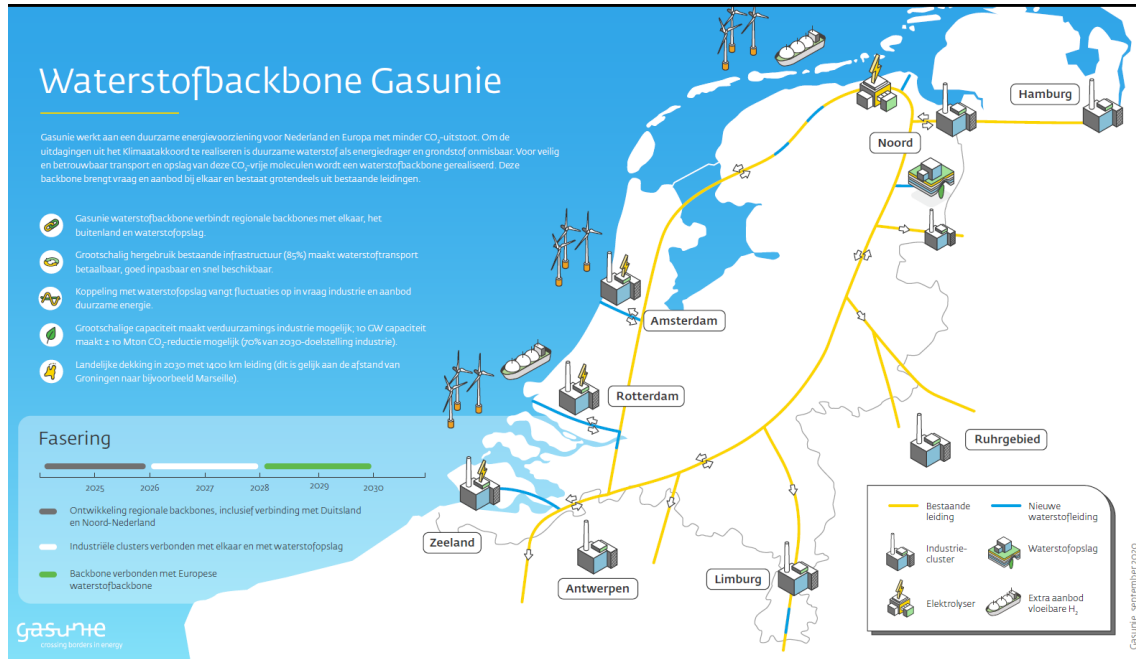 Waterstofbackbone Gasunie
Gasunie werkt aan een duurzame energievoorziening voor Nederland en Europa met minder CO₂-uitstoot. Om de
uitdagingen uit het Klimaatakkoord te realiseren is duurzame waterstof als energiedrager en grondstof onmisbaar. Voor veilig
en betrouwbaar transport en opslag van deze CO₂-vrije moleculen wordt een waterstofbackbone gerealiseerd. Deze
backbone brengt vraag en aanbod bij elkaar en bestaat grotendeels uit bestaande leidingen.
Gasunie waterstofbackbone verbindt regionale backbones met elkaar, het
buitenland en waterstofopslag.
Grootschalig hergebruik bestaande infrastructuur (85%) maakt waterstoftransport
betaalbaar, goed inpasbaar en snel beschikbaar.
Koppeling met waterstofopslag vangt fluctuaties op in vraag industrie en aanbod
duurzame energie.
Grootschalige capaciteit maakt verduurzamings industrie mogelijk; 10 GW capaciteit
maakt ± 10 Mton CO₂-reductie mogelijk (70% van 2030-doelstelling industrie).
Landelijke dekking in 2030 met 1400 km leiding (dit is gelijk aan de afstand van
Groningen naar bijvoorbeeld Marseille).
Fasering
2025 2026 2027 2028 2029 2030
Ontwikkeling regionale backbones, inclusief verbinding met Duitsland
en Noord-Nederland
Industriële clusters verbonden met elkaar en met waterstofopslag
Backbone verbonden met Europese
waterstofbackbone
gasunie
crossing borders in energy
Hamburg
Noord
Amsterdam
Rotterdam
Ruhrgebied
Zeeland
Antwerpen
Limburg
Bestaande
leiding
Nieuwe
waterstofleiding
Industrie-
cluster
Waterstofopslag
Elektrolyser
Extra aanbod
vloeibare H₂
Gasunie, september 2020